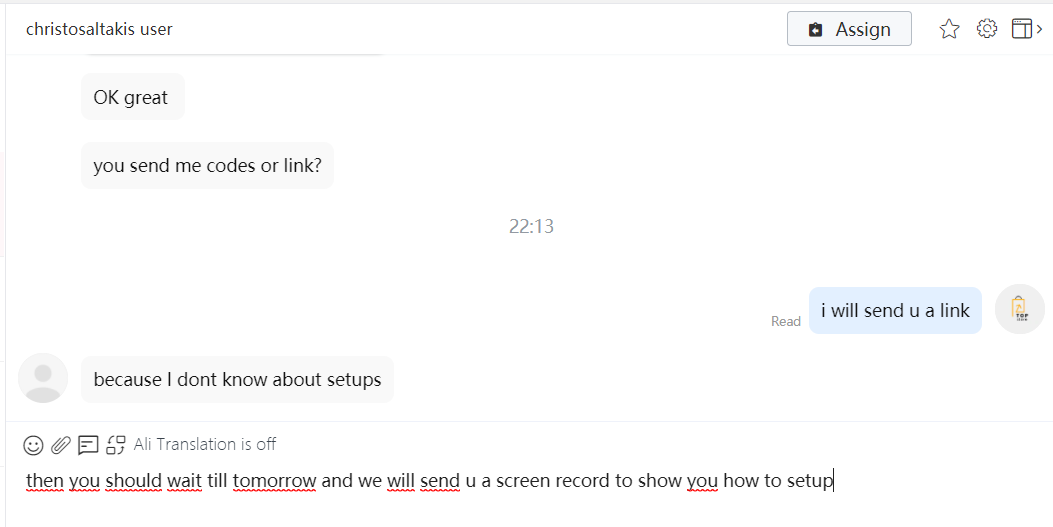 christosaltakis user
Assign
OK great
you send me codes or link?
22:13
Read
i will send u a link
TOP
because I dont know about setups
Ali Translation is off
then you should wait till tomorrow and we will send u a screen record to show you how to setup